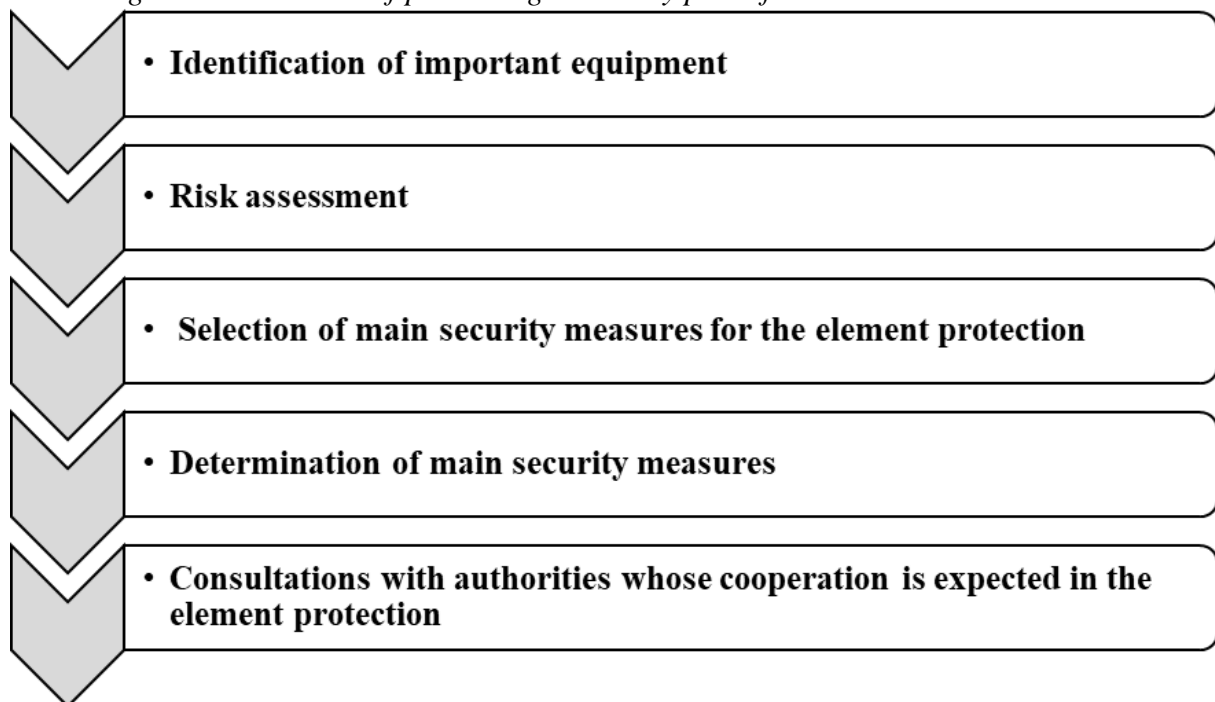 • Identification of important equipment
• Risk assessment
• Selection of main security measures for the element protection
• Determination of main security measures
• Consultations with authorities whose cooperation is expected in the
element protection